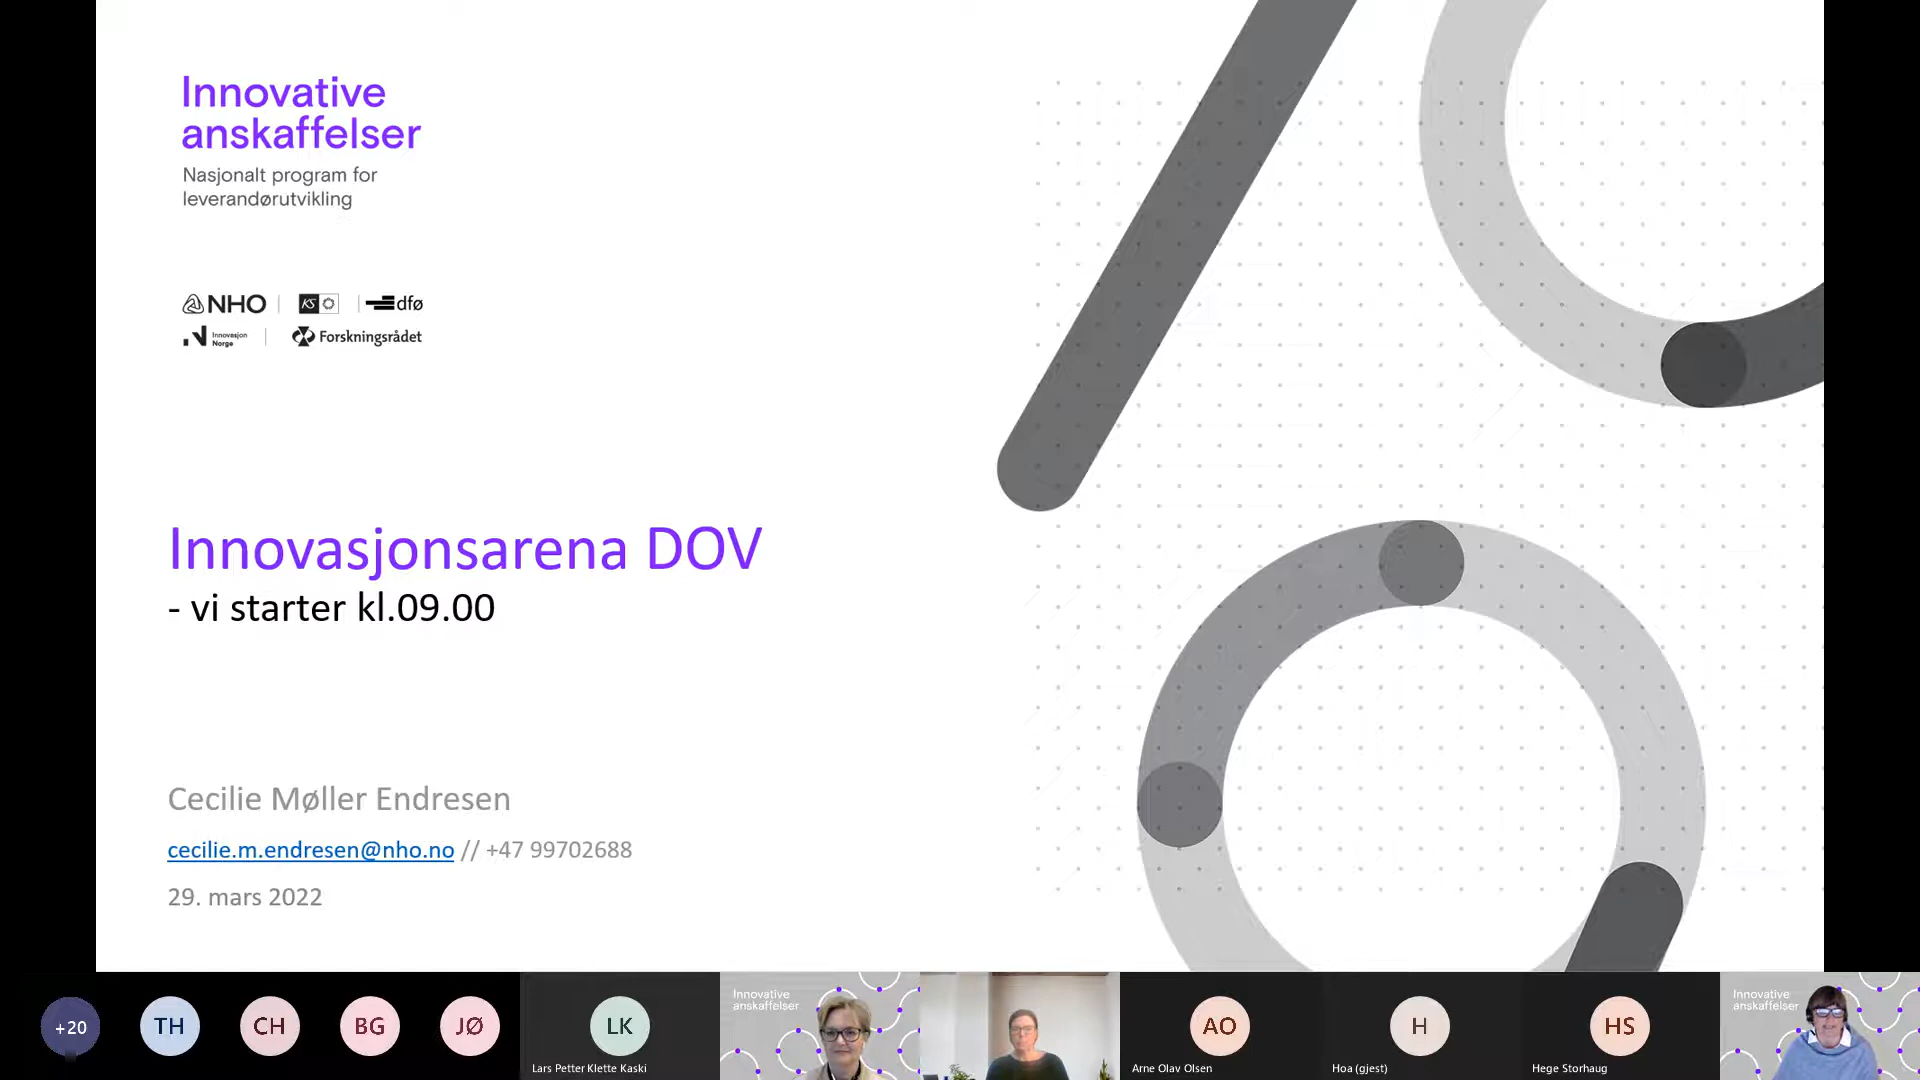 Innovative
anskaffelser
Nasjonalt program for
leverandørutvikling
NHO
KS
dfø
Innovasjon
Norge
Forskningsrådet
Innovasjonsarena DOV
- vi starter kl.09.00
Cecilie Møller Endresen
cecilie.m.endresen@nho.no // +47 99702688
29. mars 2022
+20
TH
CH
BG
JØ
LK
Lars Petter Klette Kaski
Innovative
anskaffelser
AO
Arne Olav Olsen
H
Hoa (gjest)
HS
Hege Storhaug
Innovative
anskaffelser